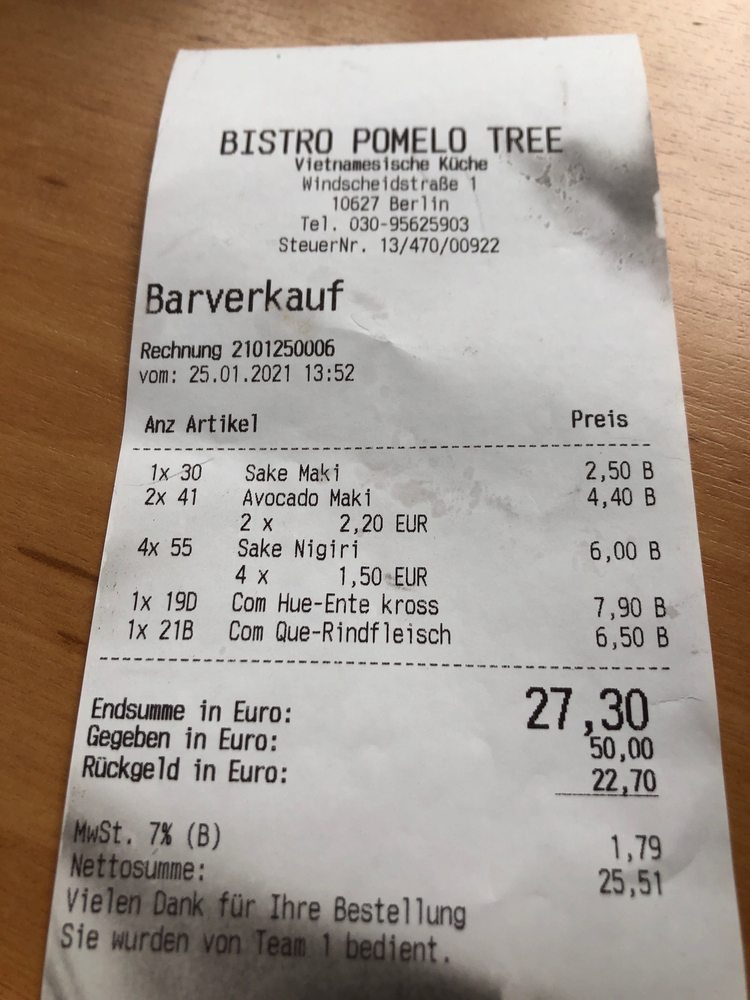 BISTRO POMELO TREE
Vietnamesische Küche
Windscheidstraße 1
10627 Berlin
Tel. 030-95625903
SteuerNr. 13/470/00922
Barverkauf
Rechnung 2101250006
vom: 25.01.2021 13:52
Anz Artikel Preis
1x 30 Sake Maki 2,50 B
2x 41 Avocado Maki 4,40 B
2 x 2,20 EUR
4x 55 Sake Nigiri 6,00 B
4 x 1,50 EUR
1x 19D Com Hue-Ente kross 7,90 B
1x 21B Com Que-Rindfleisch 6,50 B
Endsumme in Euro: 27,30
Gegeben in Euro: 50,00
Rückgeld in Euro: 22,70
MwSt. 7% (B) 1,79
Nettosumme: 25,51
Vielen Dank für Ihre Bestellung
Sie wurden von Team 1 bedient.